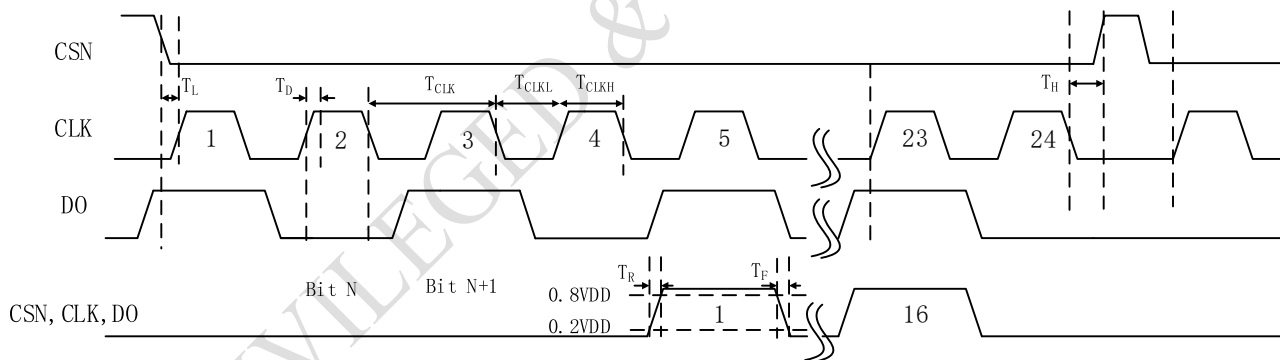 CSN
T_L T_D T_CLK T_CLKL T_CLKH T_H
CLK 1 2 3 4 5 23 24
DO
Bit N Bit N+1 T_R T_F
CSN, CLK, DO 0.8VDD 1 16
0.2VDD
VILEGED &